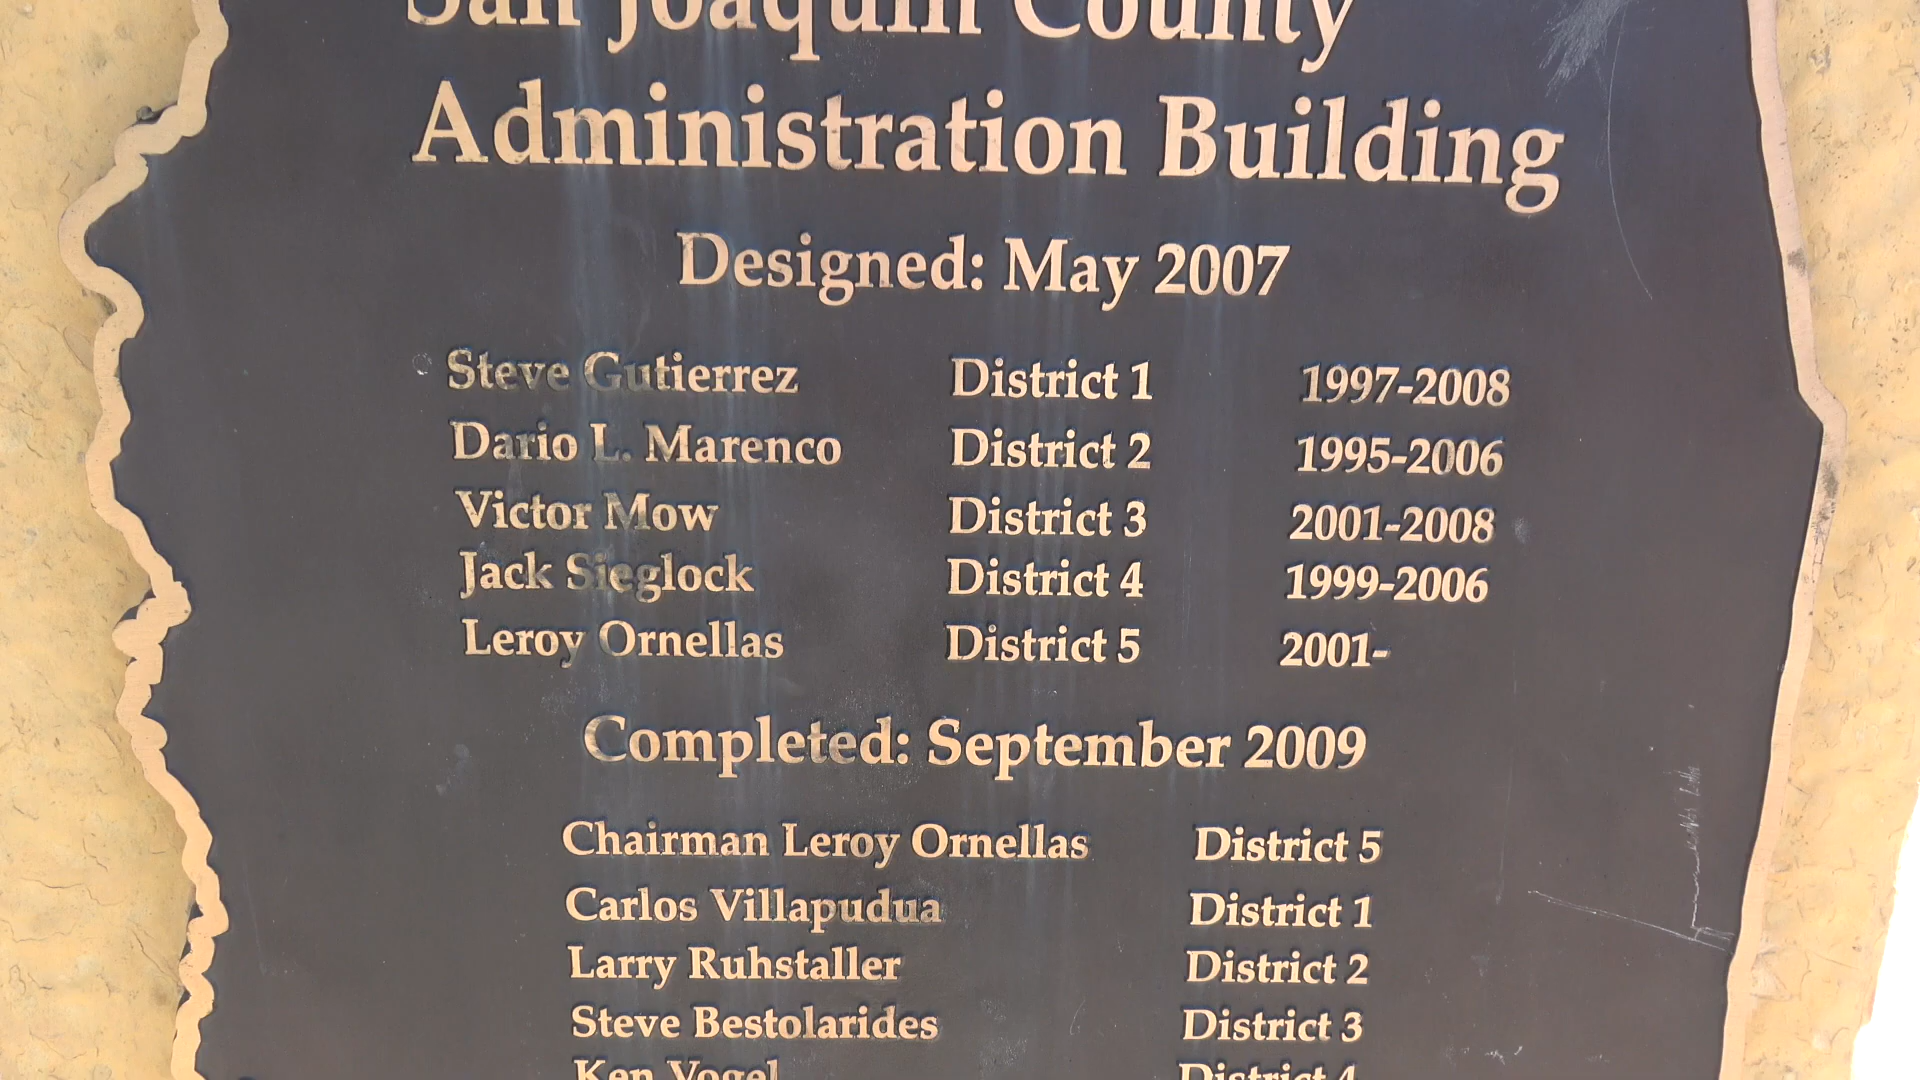 San Joaquin County
Administration Building
Designed: May 2007
Steve Gutierrez District 1 1997-2008
Dario L. Marenco District 2 1995-2006
Victor Mow District 3 2001-2008
Jack Sieglock District 4 1999-2006
Leroy Ornellas District 5 2001-
Completed: September 2009
Chairman Leroy Ornellas District 5
Carlos Villapudua District 1
Larry Ruhstaller District 2
Steve Bestolarides District 3
Ken Vogel District 4